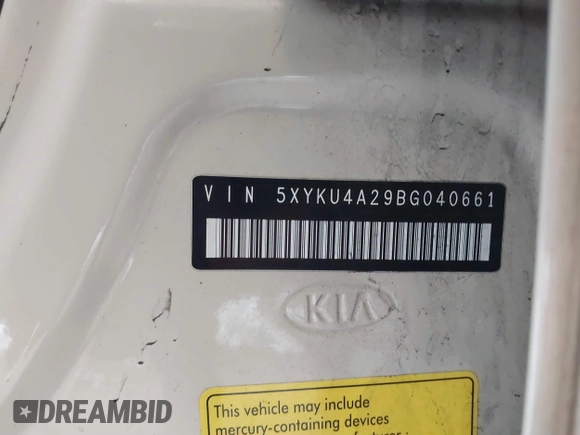 VIN 5XYKU4A29BG040661
KIA
This vehicle may include
mercury-containing devices
DREAMBID